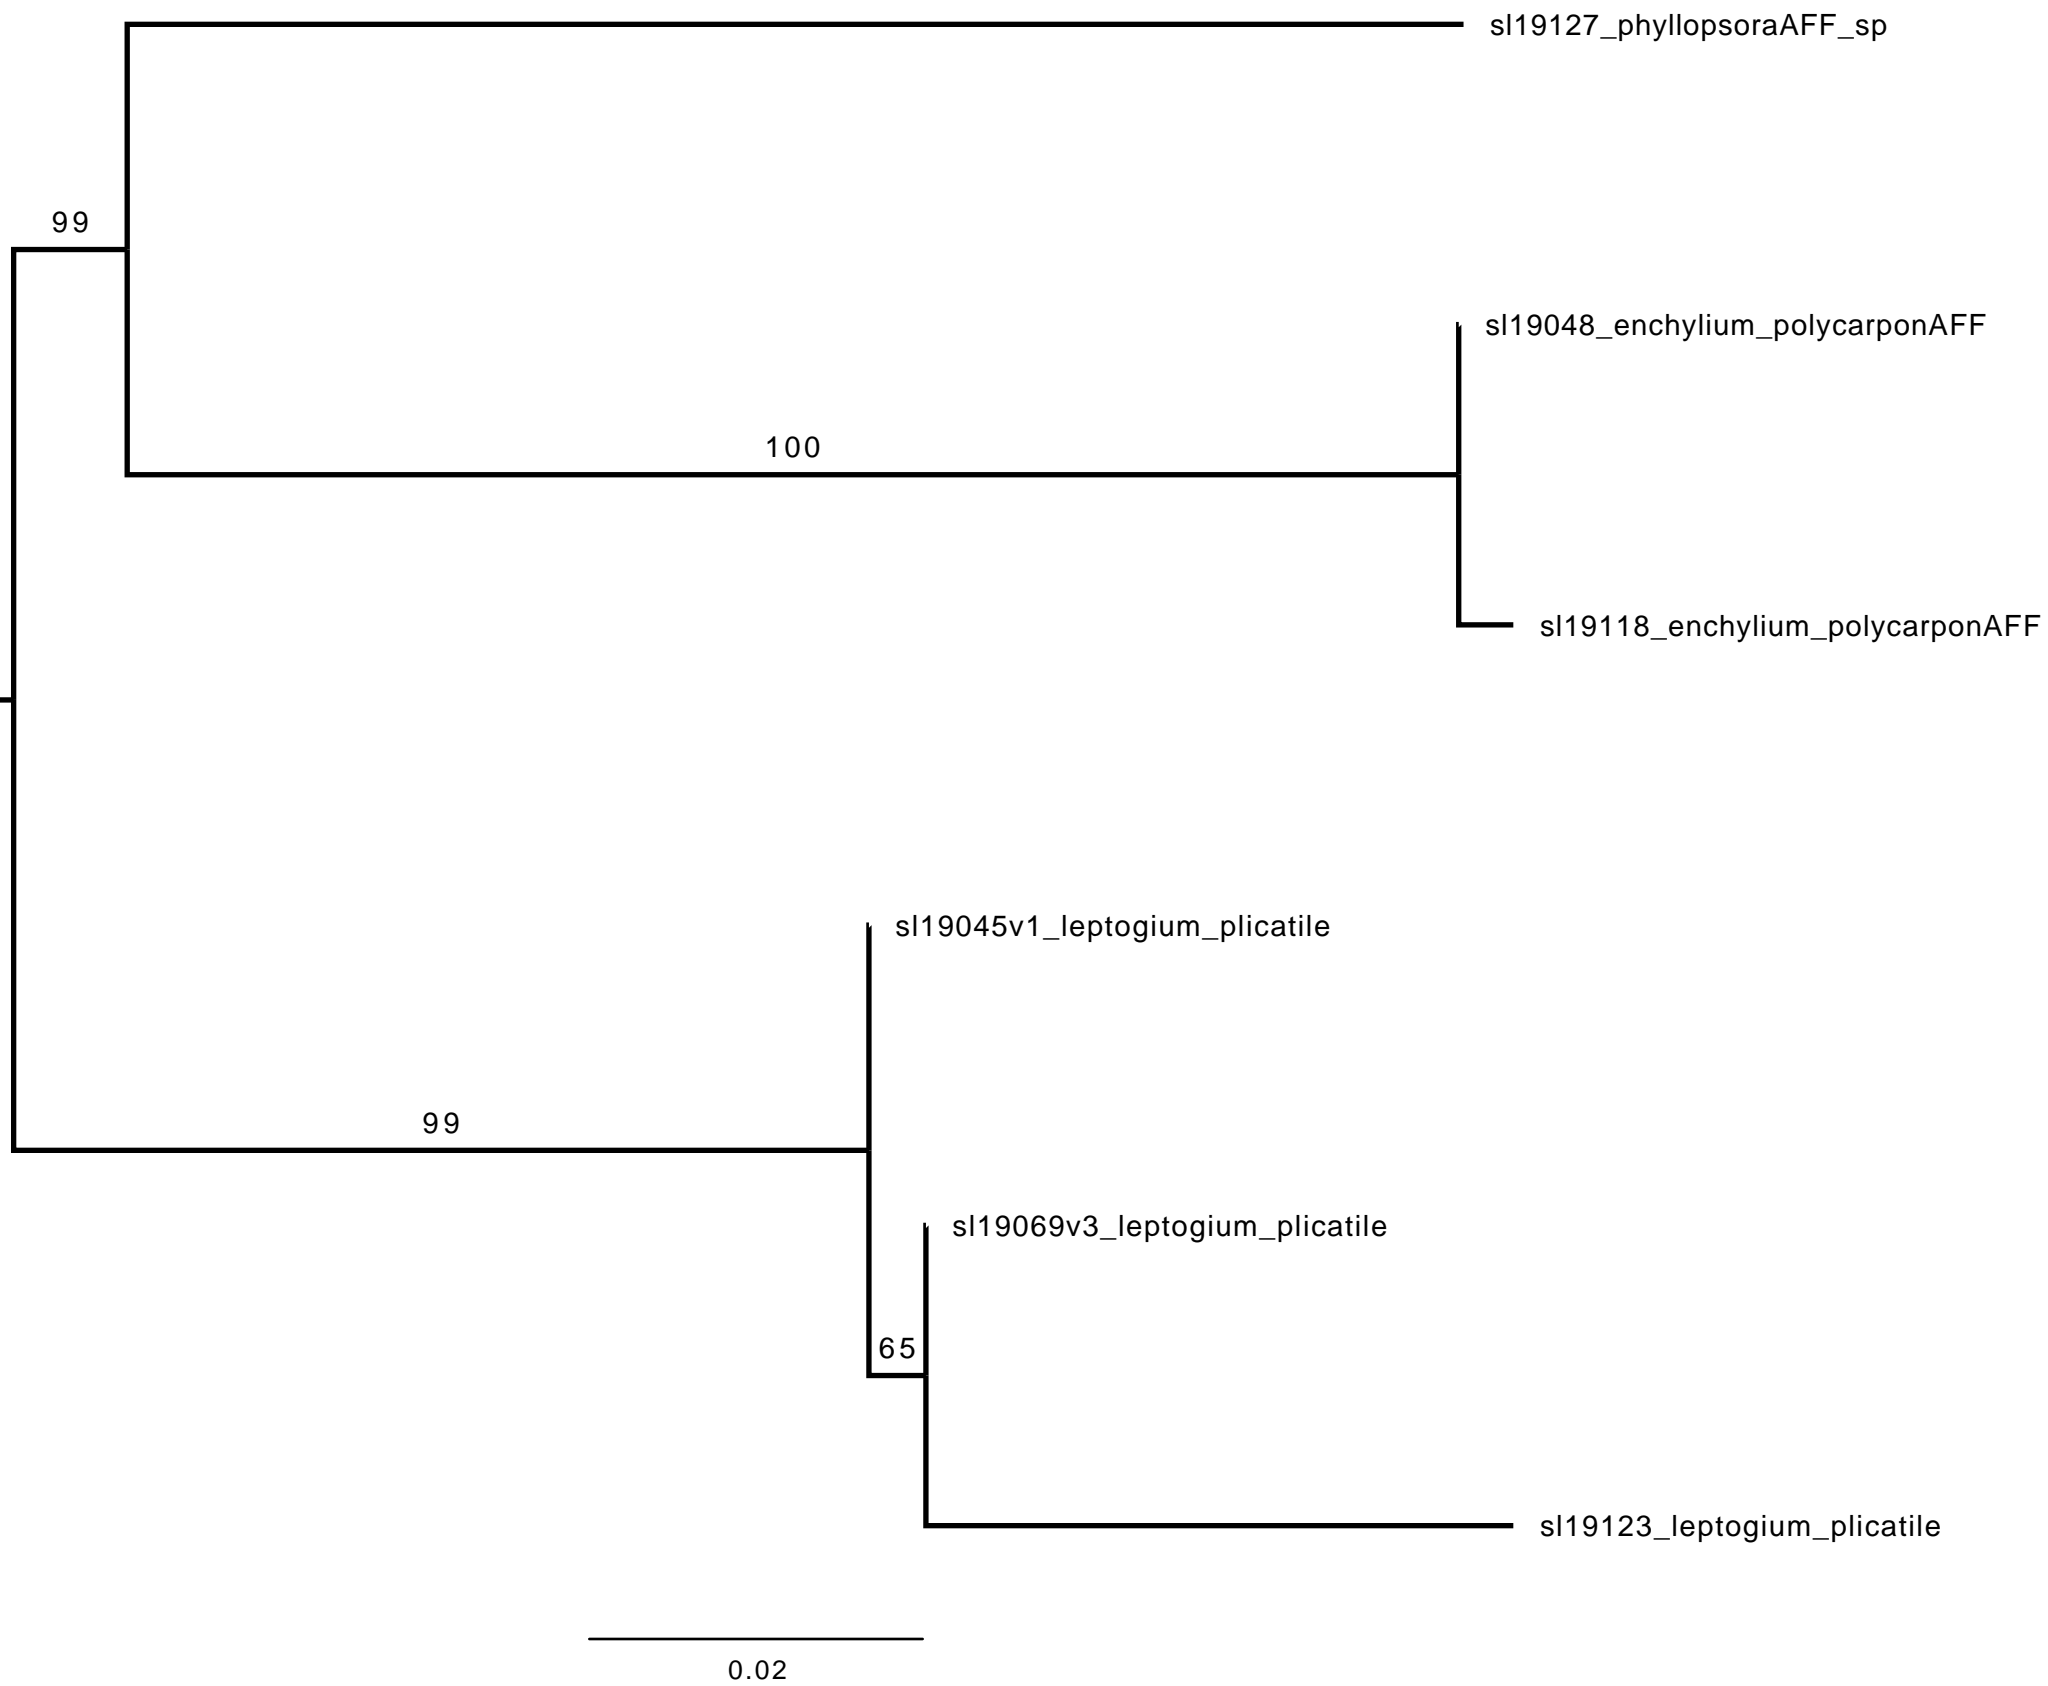 sl19127_phyllopsoraAFF_sp
99
sl19048_enchylium_polycarponAFF
100
sl19118_enchylium_polycarponAFF
sl19045v1_leptogium_plicatile
99
sl19069v3_leptogium_plicatile
65
sl19123_leptogium_plicatile
0.02